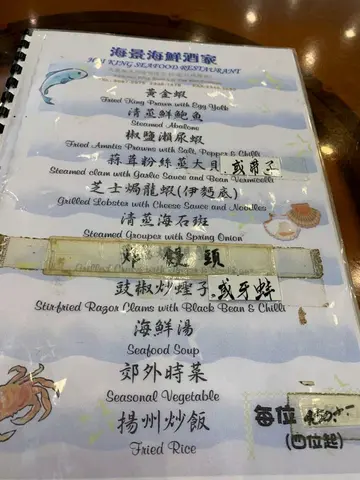 海景海鮮酒家
HOI KING SEAFOOD RESTAURANT
黃金蝦
Fried King Prawn with Egg Yolk
清蒸鮮鮑魚
Steamed Abalone
椒鹽瀨尿蝦
Fried Amntis Prawns with Salt, Pepper & Chilli
蒜茸粉絲蒸大貝 或帶子
Steamed clam with Garlic Sauce and Bean Vermicelli
芝士焗龍蝦(伊麵底)
Grilled Lobster with Cheese Sauce and Noodles
清蒸海石斑
Steamed Grouper with Spring Onion
炸饅頭
豉椒炒蟶子 或牙蚌
Stir-fried Razor Clams with Black Bean & Chilli
海鮮湯
Seafood Soup
郊外時菜
Seasonal Vegetable
揚州炒飯
Fried Rice
每位
(四位起)